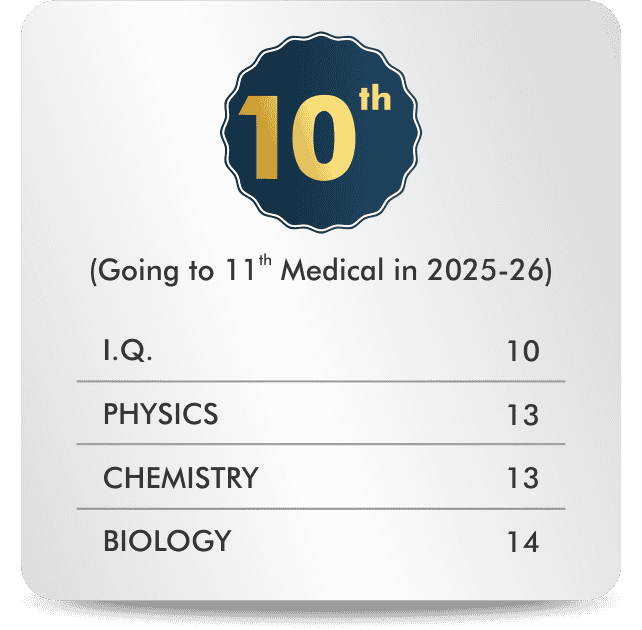 10th
(Going to 11th Medical in 2025-26)
I.Q. 10
PHYSICS 13
CHEMISTRY 13
BIOLOGY 14